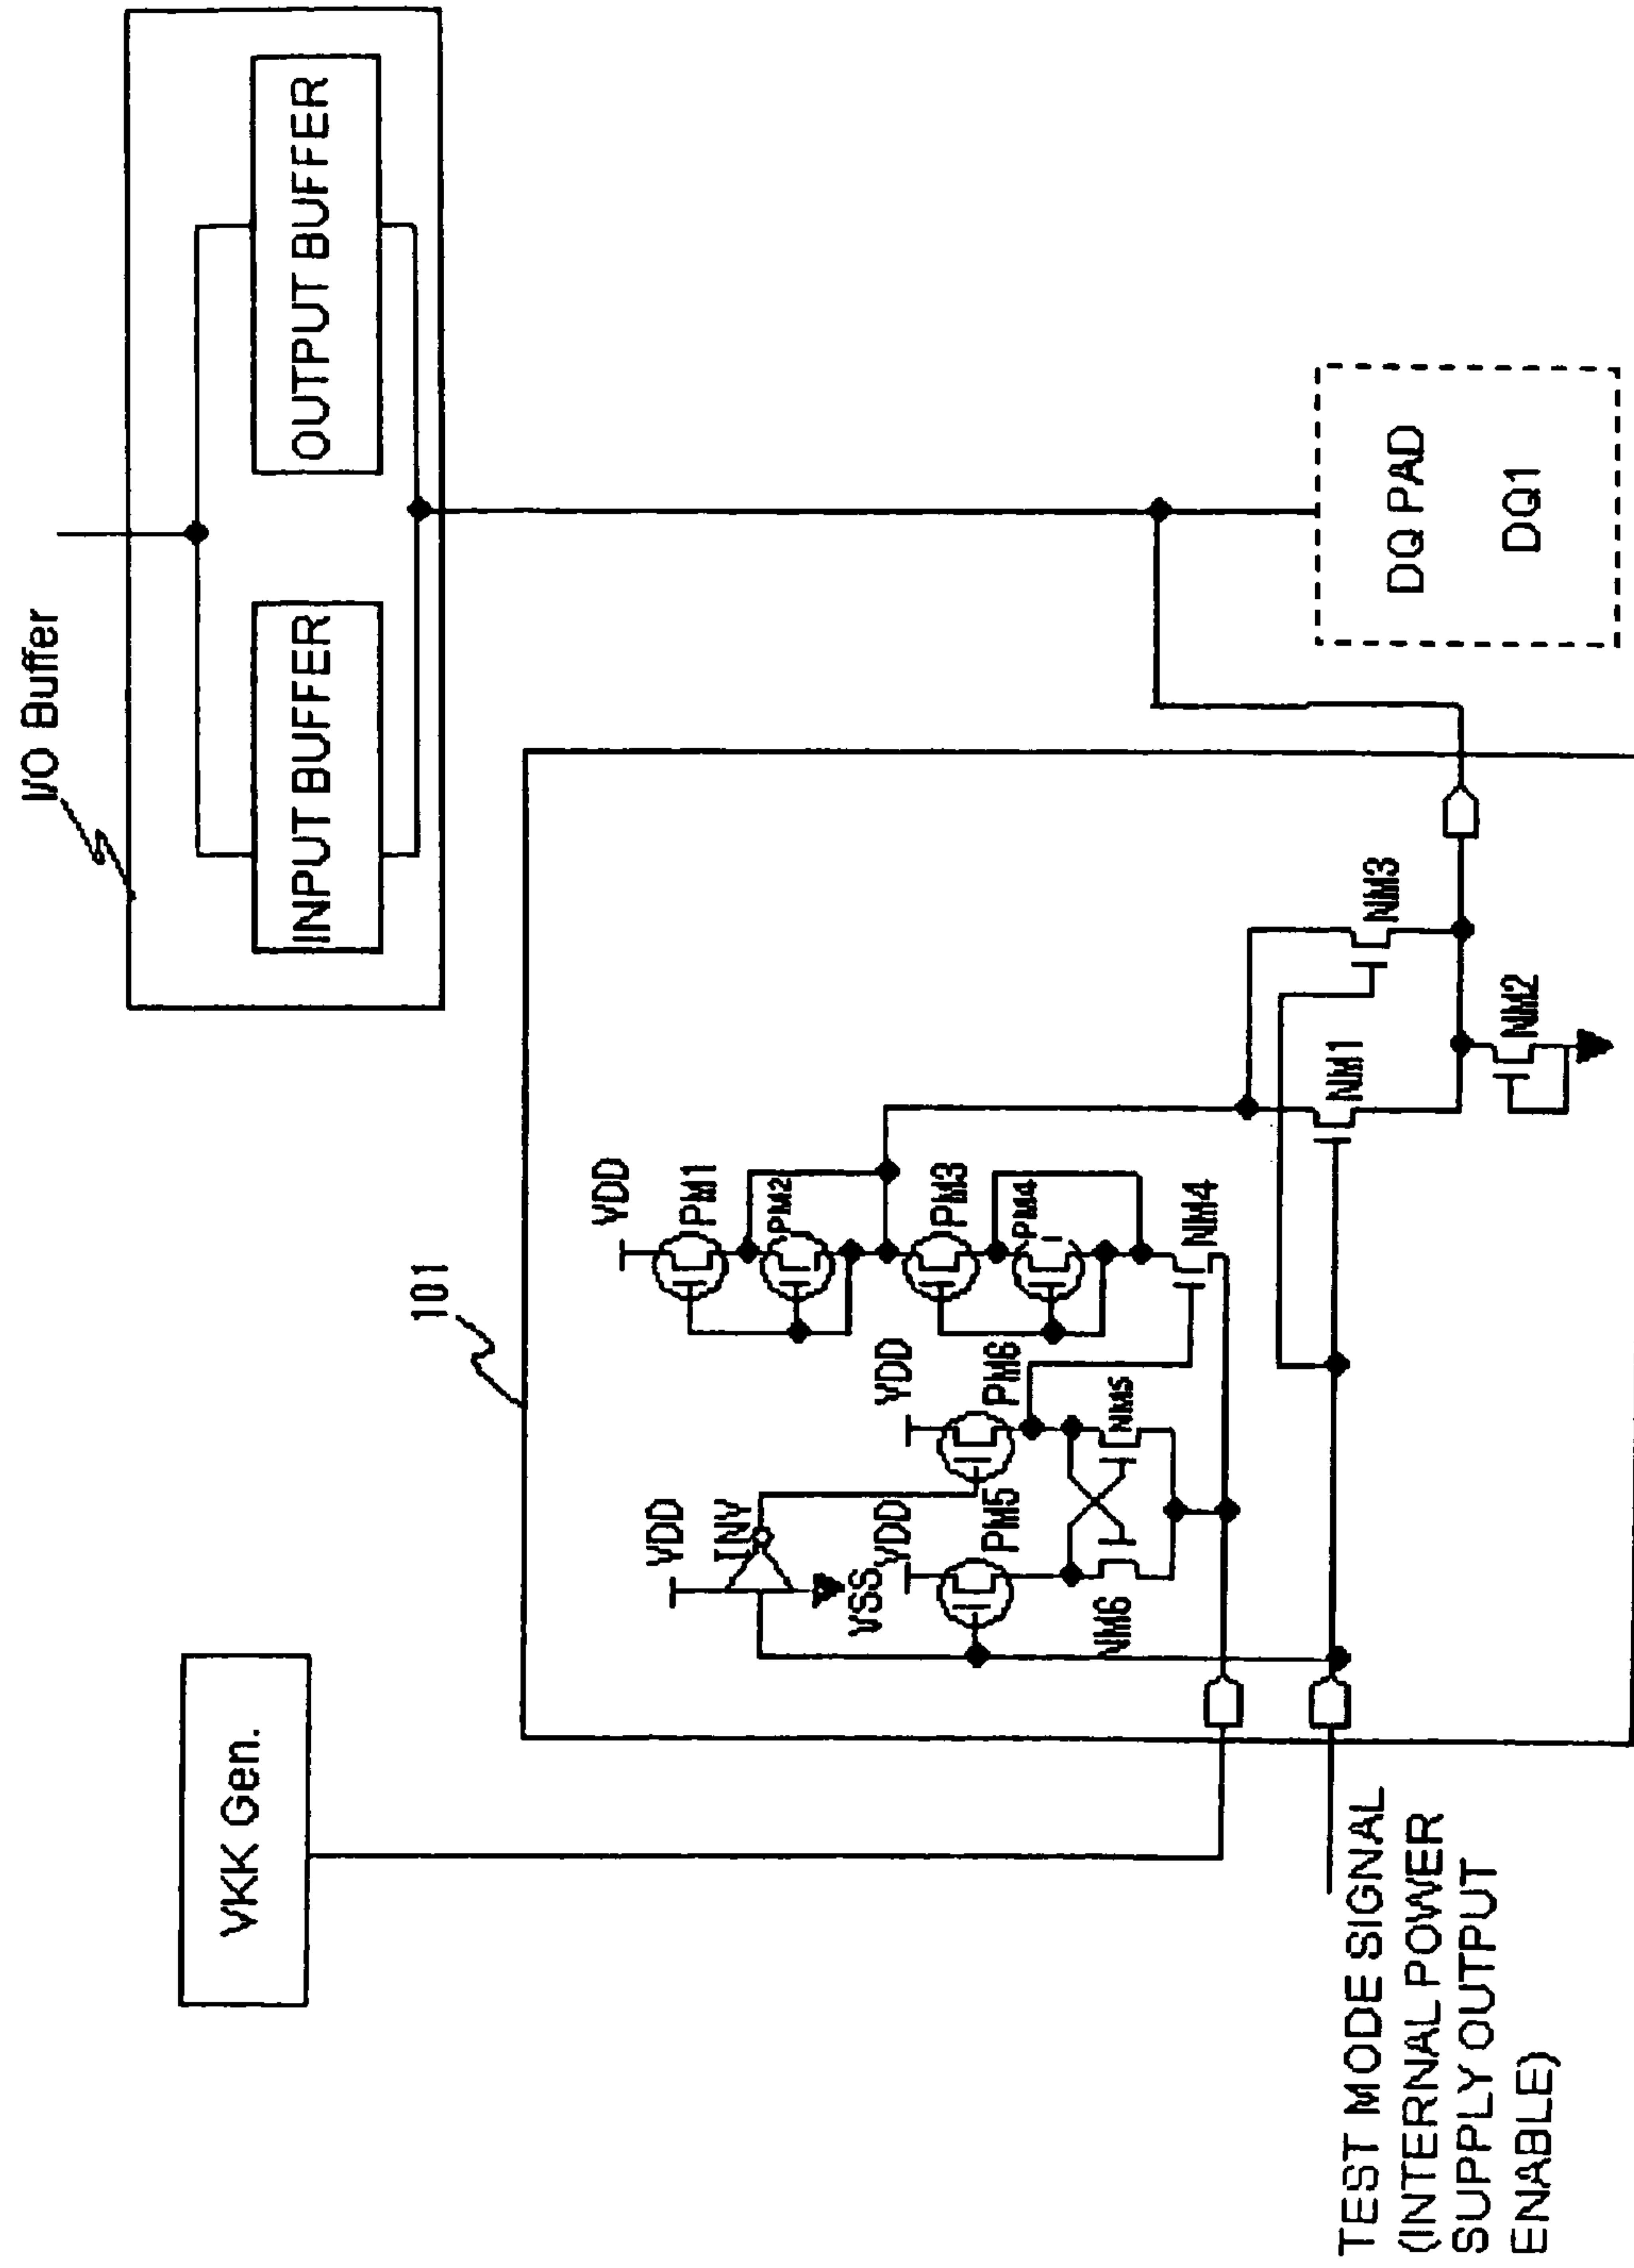 I/O Buffer
INPUT BUFFER
OUTPUT BUFFER
VKK Gen.
101
VDD
INV
VSS
VDD
PM5
VDD
PM6
NM6
NM5
VDD
PM1
PM2
PM3
PM4
NM4
NM1
NM3
NM2
DQ PAD
DQ1
TEST MODE SIGNAL
(INTERNAL POWER
SUPPLY OUTPUT
ENABLE)